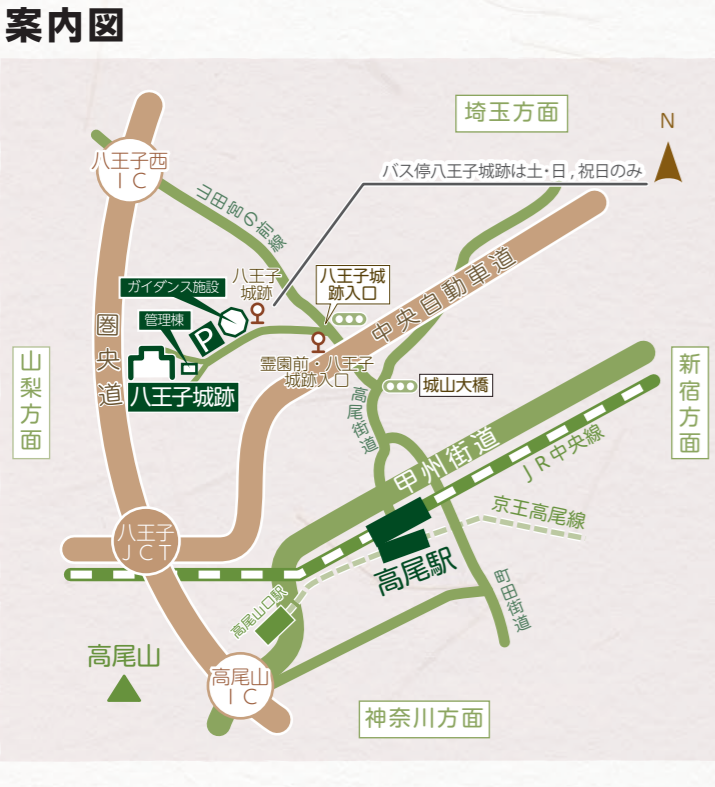 案内図
埼玉方面
N
八王子西
IC
バス停八王子城跡は土・日,祝日のみ
山田宮の前線
八王子
城跡
八王子城
跡入口
ガイダンス施設
管理棟
P
中央自動車道
圏央道
霊園前・八王子
城跡入口
八王子城跡
城山大橋
山梨方面
新宿方面
高尾街道
甲州街道
JR中央線
京王高尾線
八王子
JCT
高尾駅
町田街道
高尾山口駅
高尾山
高尾山
IC
神奈川方面